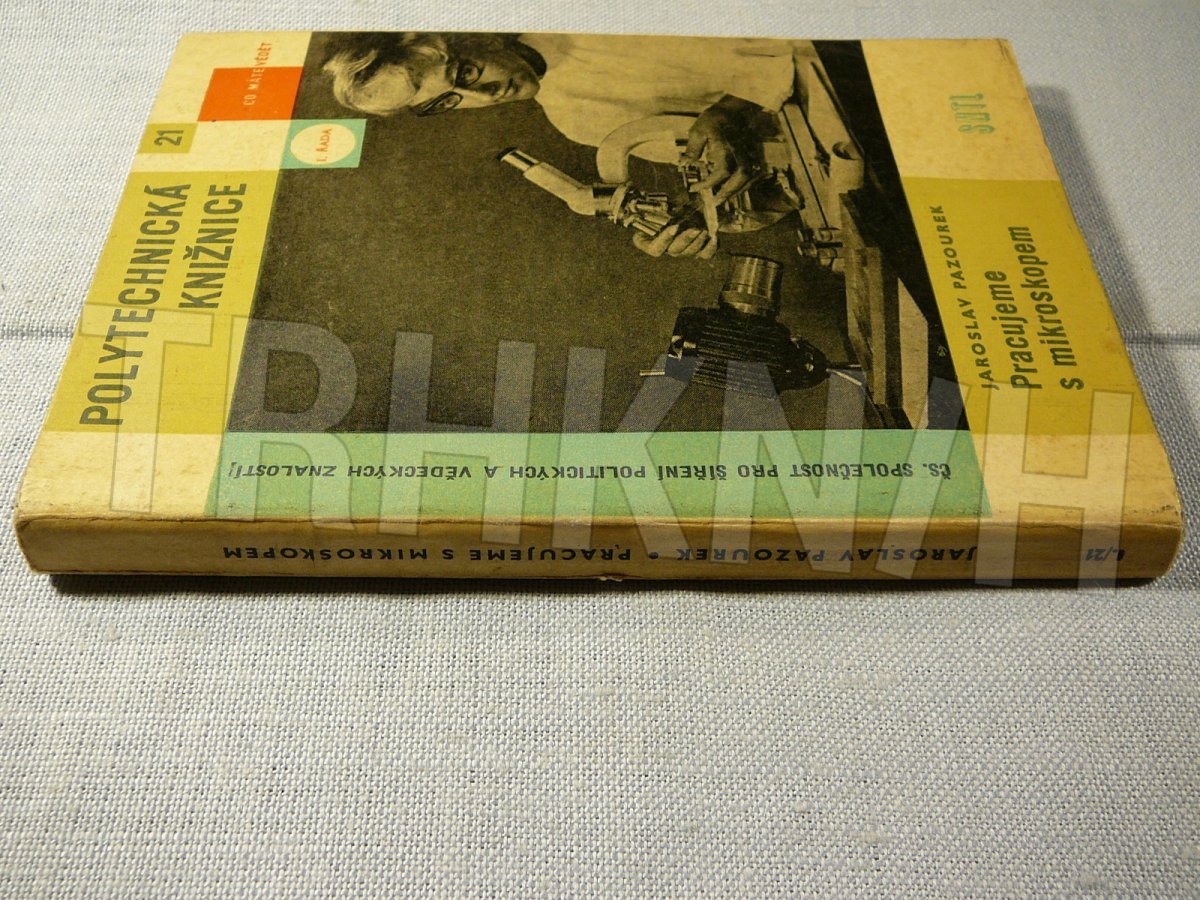 POLYTECHNICKÁ
KNIŽNICE
21
CO MÁTE VĚDĚT
I. ŘADA
ČS. SPOLEČNOST PRO ŠÍŘENÍ POLITICKÝCH A VĚDECKÝCH ZNALOSTÍ
JAROSLAV PAZOUREK
Pracujeme
s mikroskopem
SNTL
I./21 JAROSLAV PAZOUREK • PRACUJEME S MIKROSKOPEM
TRHKNIH